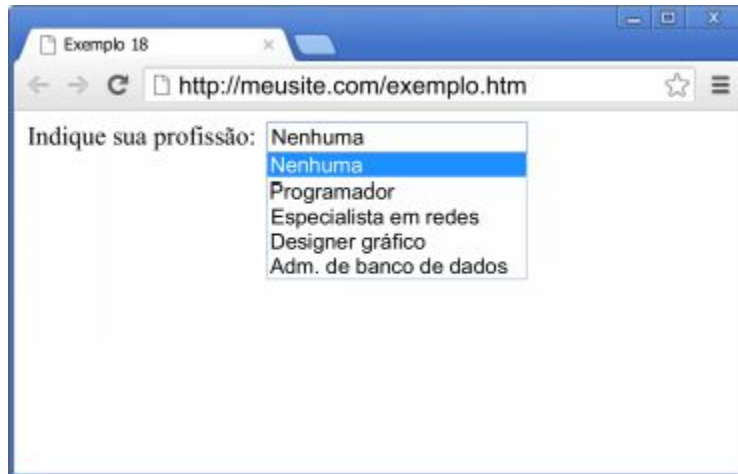 Exemplo 18
http://meusite.com/exemplo.htm
Indique sua profissão: Nenhuma
Nenhuma
Programador
Especialista em redes
Designer gráfico
Adm. de banco de dados